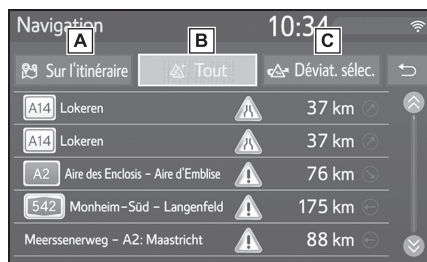 Navigation 10:34
A B C
Sur l'itinéraire Tout Déviat. sélec.
A14 Lokeren 37 km
A14 Lokeren 37 km
A2 Aire des Enclosis – Aire d'Emblise 76 km
542 Monheim–Süd – Langenfeld 175 km
Meerssenerweg – A2: Maastricht 88 km